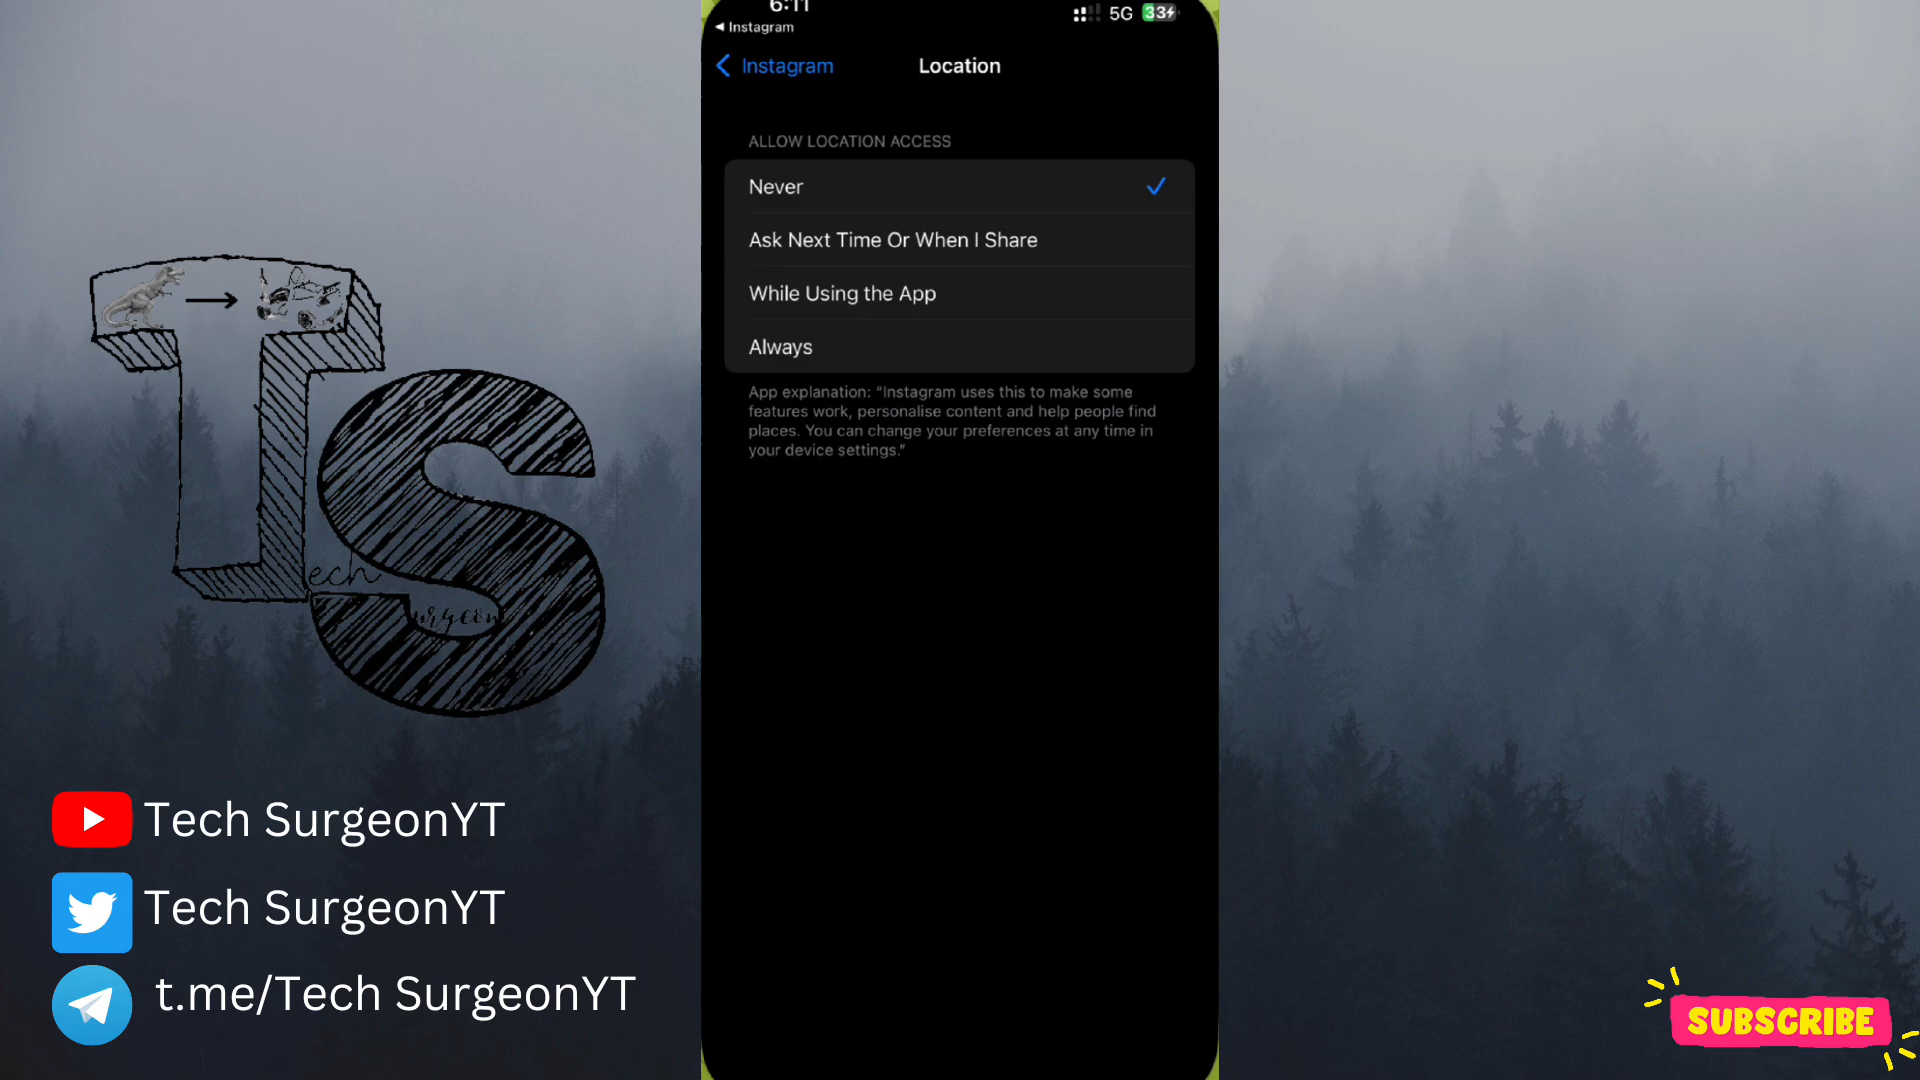 6:11
5G 33
◄ Instagram
Instagram
Location
ALLOW LOCATION ACCESS
Never
Ask Next Time Or When I Share
While Using the App
Always
App explanation: “Instagram uses this to make some
features work, personalise content and help people find
places. You can change your preferences at any time in
your device settings.”
TS
ech
urgeon
Tech SurgeonYT
Tech SurgeonYT
t.me/Tech SurgeonYT
SUBSCRIBE